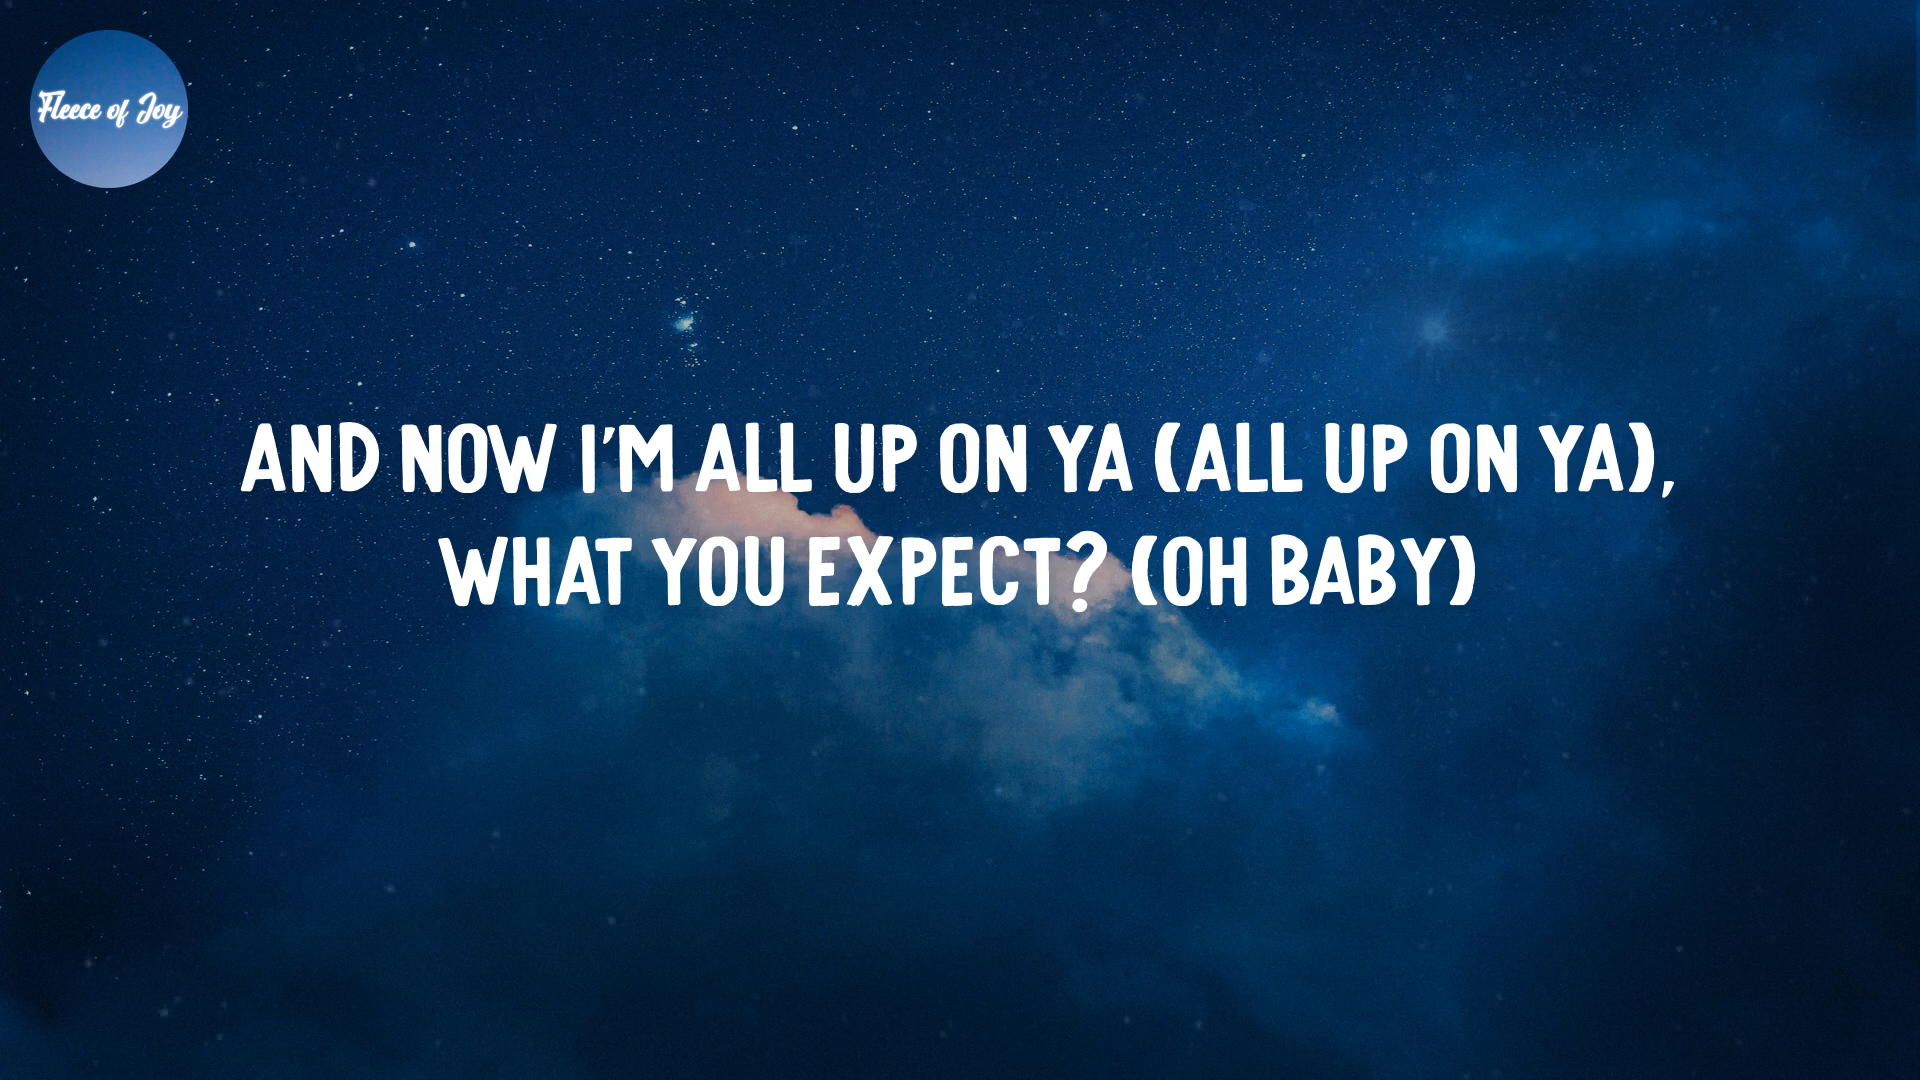 Fleece of Joy
AND NOW I'M ALL UP ON YA (ALL UP ON YA),
WHAT YOU EXPECT? (OH BABY)